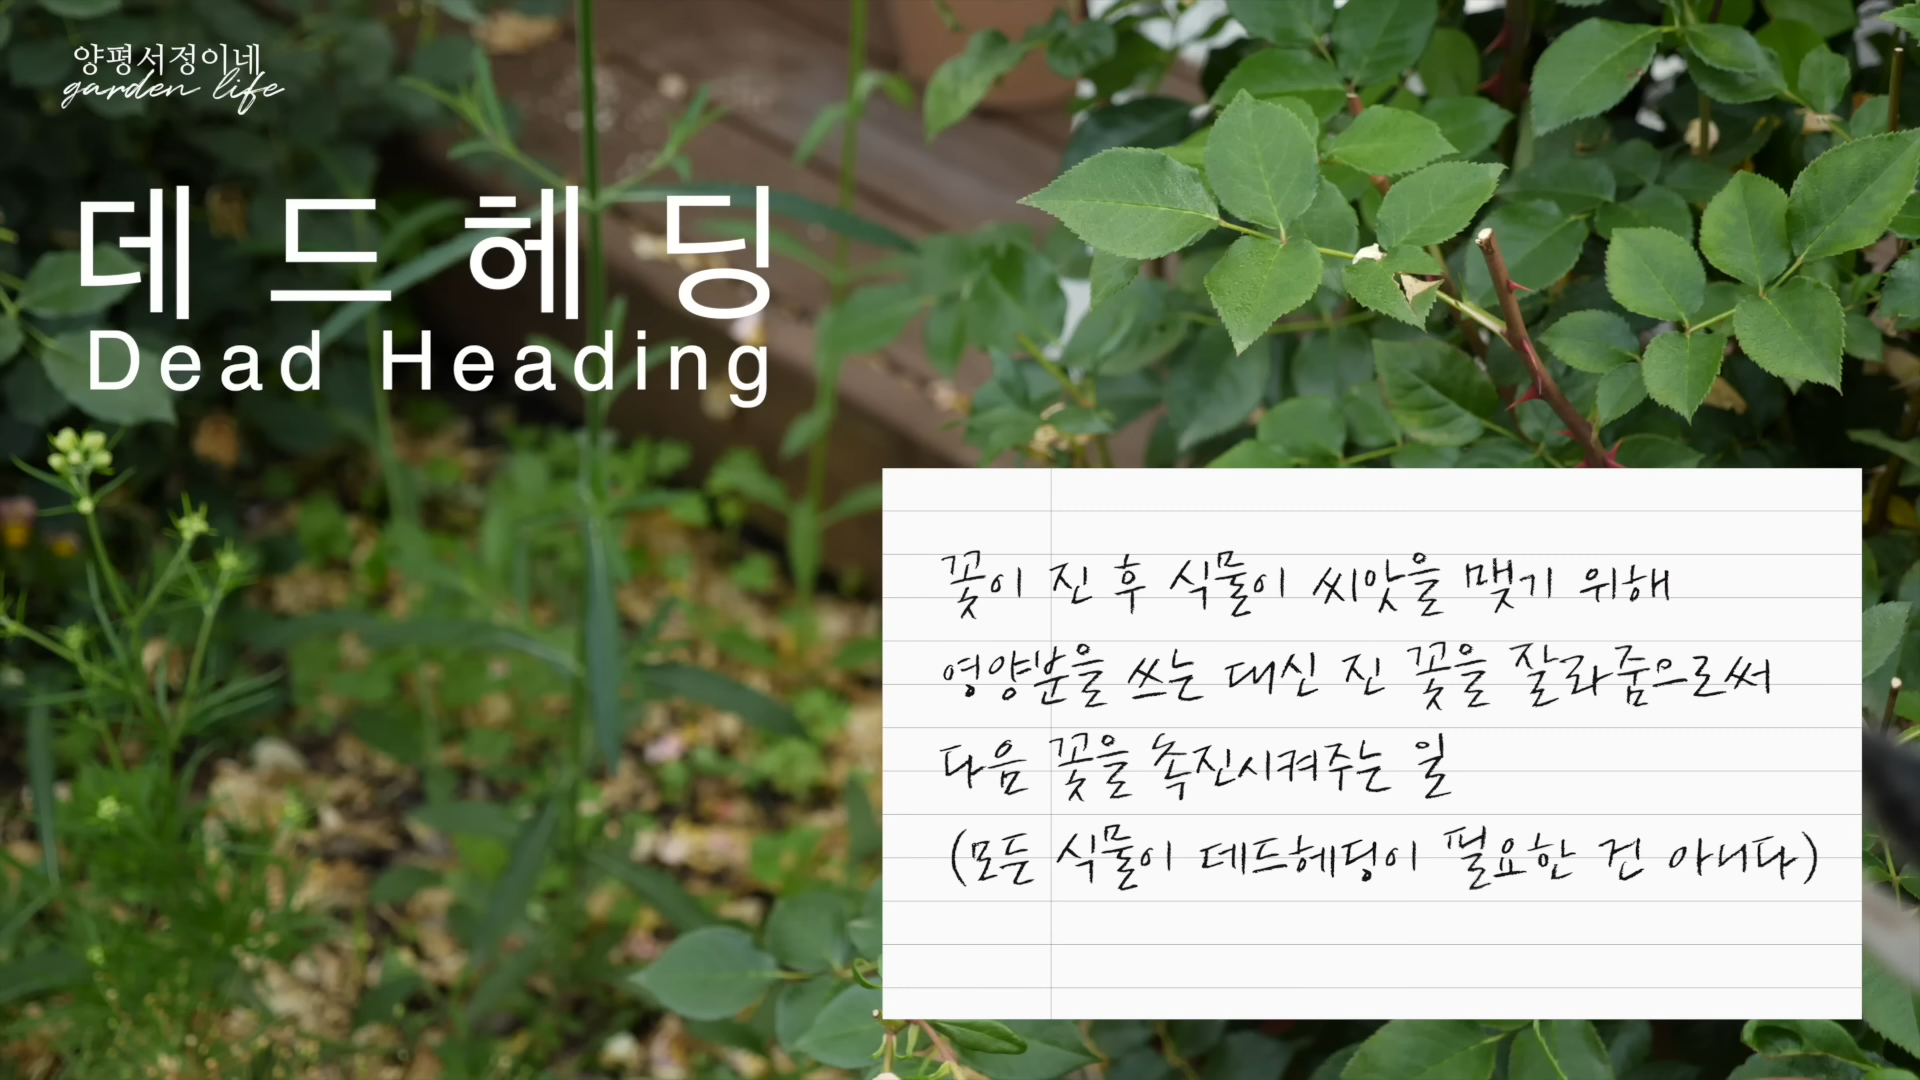 양평서정이네
garden life
데드헤딩
Dead Heading
꽃이 진 후 식물이 씨앗을 맺기 위해
영양분을 쓰는 대신 진 꽃을 잘라줌으로써
다음 꽃을 촉진시켜주는 일
(모든 식물이 데드헤딩이 필요한 건 아니다)